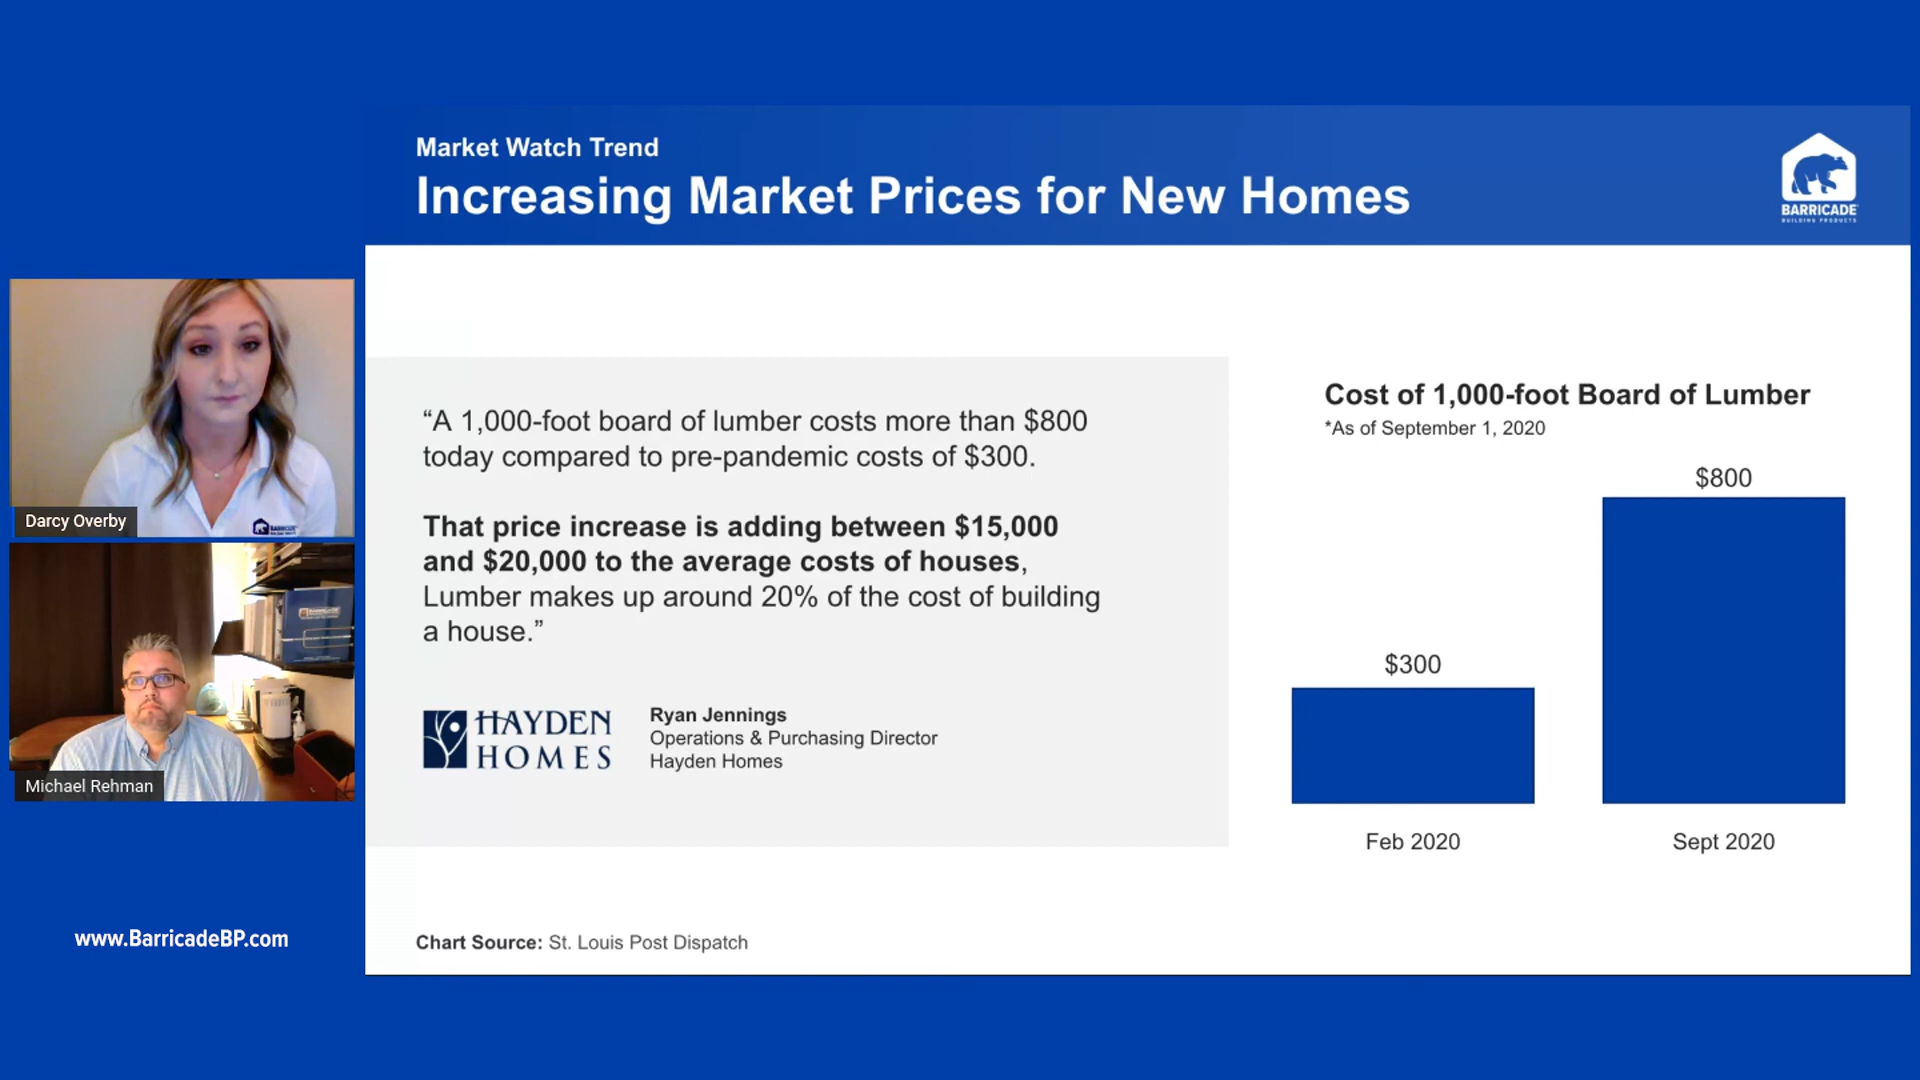 Market Watch Trend
Increasing Market Prices for New Homes
BARRICADE
BUILDING PRODUCTS
Darcy Overby
BARRICADE
Michael Rehman
www.BarricadeBP.com
“A 1,000-foot board of lumber costs more than $800
today compared to pre-pandemic costs of $300.
That price increase is adding between $15,000
and $20,000 to the average costs of houses,
Lumber makes up around 20% of the cost of building
a house.”
HAYDEN
HOMES
Ryan Jennings
Operations & Purchasing Director
Hayden Homes
Cost of 1,000-foot Board of Lumber
*As of September 1, 2020
$800
$300
Feb 2020
Sept 2020
Chart Source: St. Louis Post Dispatch